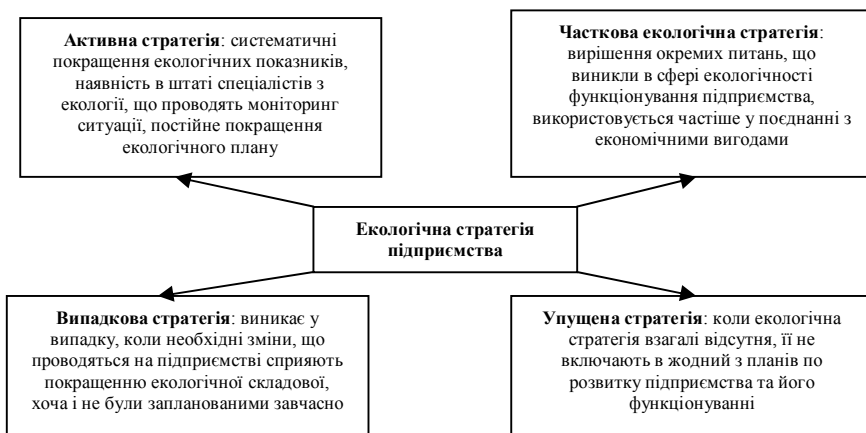 Активна стратегія: систематичні
покращення екологічних показників,
наявність в штаті спеціалістів з
екології, що проводять моніторинг
ситуації, постійне покращення
екологічного плану
Часткова екологічна стратегія:
вирішення окремих питань, що
виникли в сфері екологічності
функціонування підприємства,
використовується частіше у поєднанні з
економічними вигодами
Екологічна стратегія
підприємства
Випадкова стратегія: виникає у
випадку, коли необхідні зміни, що
проводяться на підприємстві сприяють
покращенню екологічної складової,
хоча і не були запланованими завчасно
Упущена стратегія: коли екологічна
стратегія взагалі відсутня, її не
включають в жодний з планів по
розвитку підприємства та його
функціонуванні